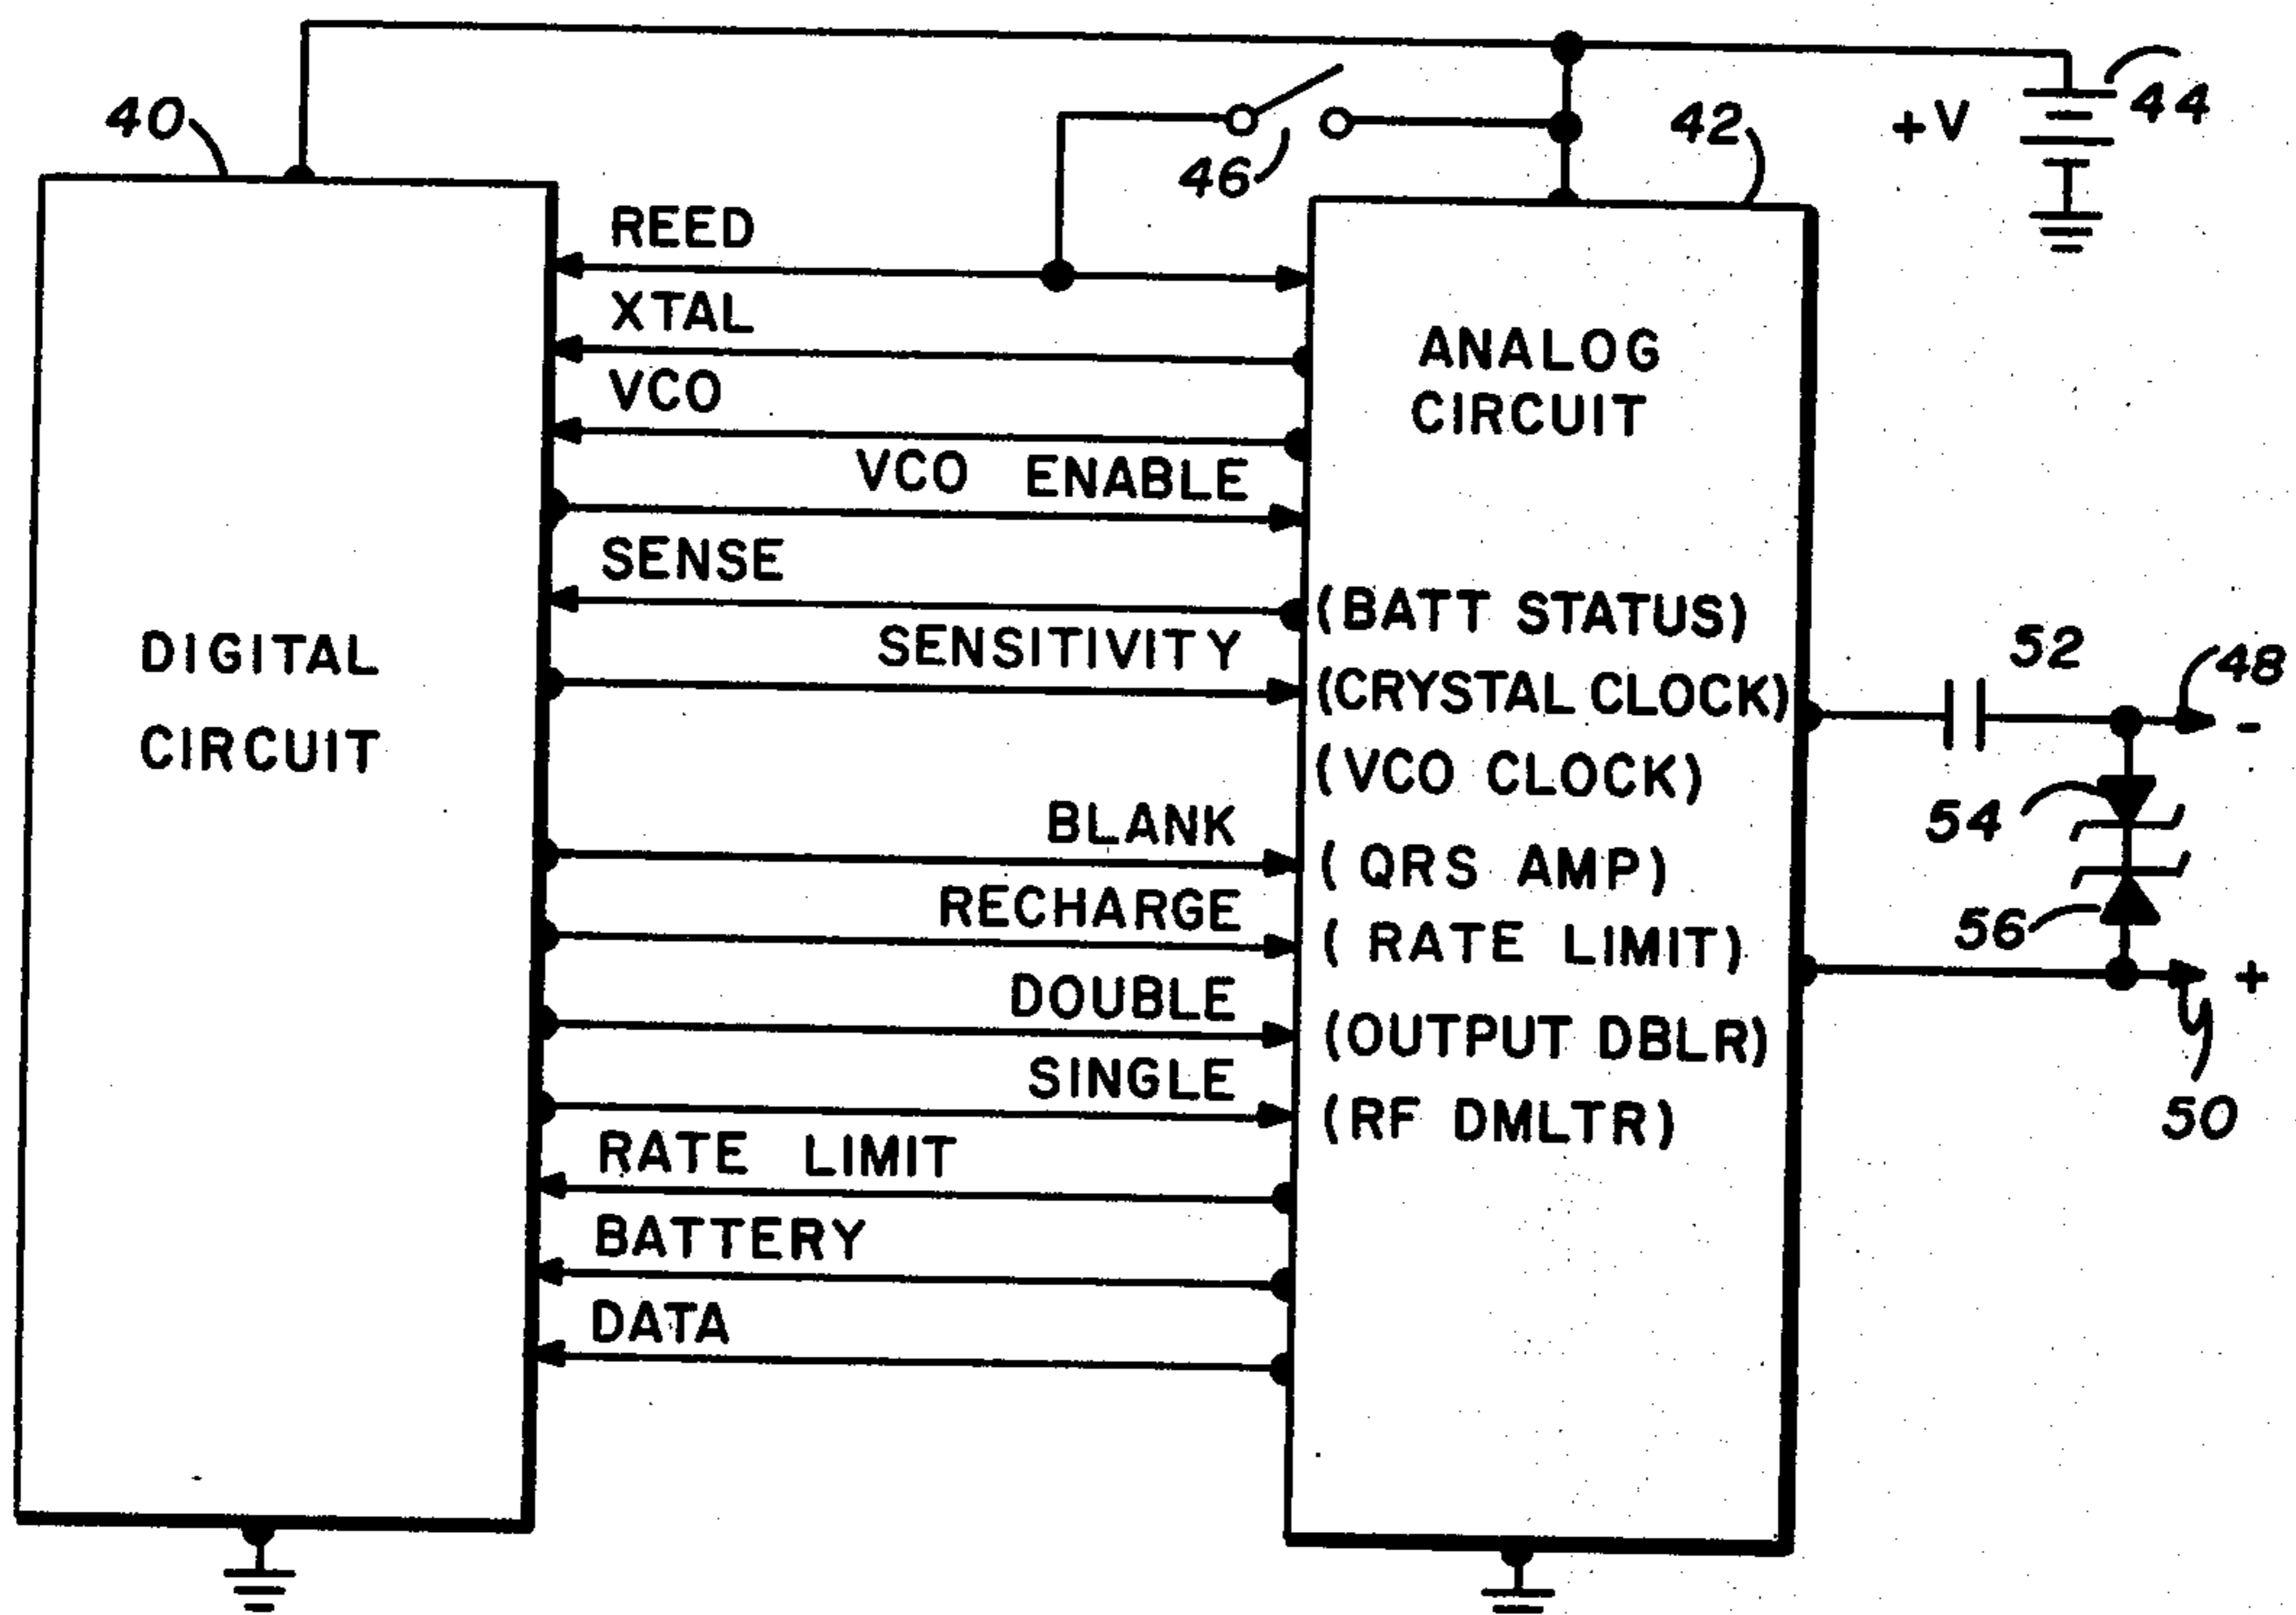 40
42
+V
44
46
REED
XTAL
VCO
VCO ENABLE
SENSE
SENSITIVITY
BLANK
RECHARGE
DOUBLE
SINGLE
RATE LIMIT
BATTERY
DATA
DIGITAL
CIRCUIT
ANALOG
CIRCUIT
(BATT STATUS)
(CRYSTAL CLOCK)
(VCO CLOCK)
(QRS AMP)
(RATE LIMIT)
(OUTPUT DBLR)
(RF DMLTR)
52
48
-
54
56
+
50